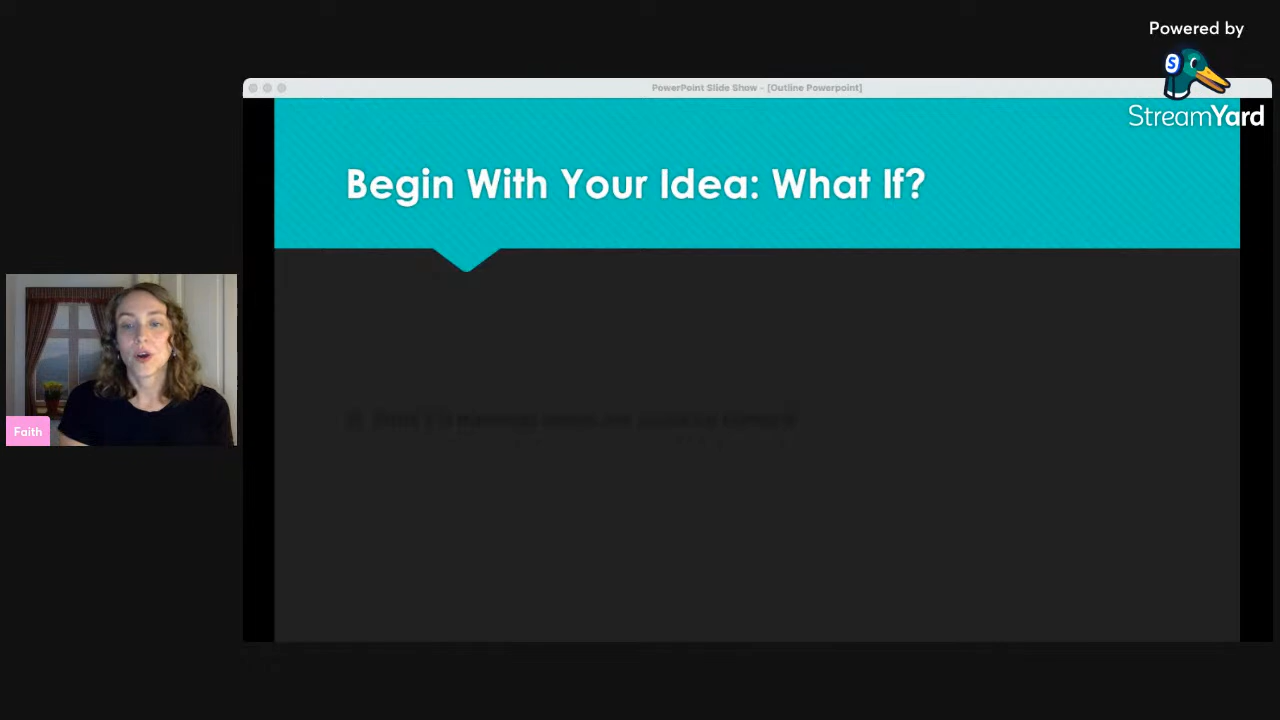 Powered by
StreamYard
PowerPoint Slide Show - [Outline Powerpoint]
Begin With Your Idea: What If?
Faith